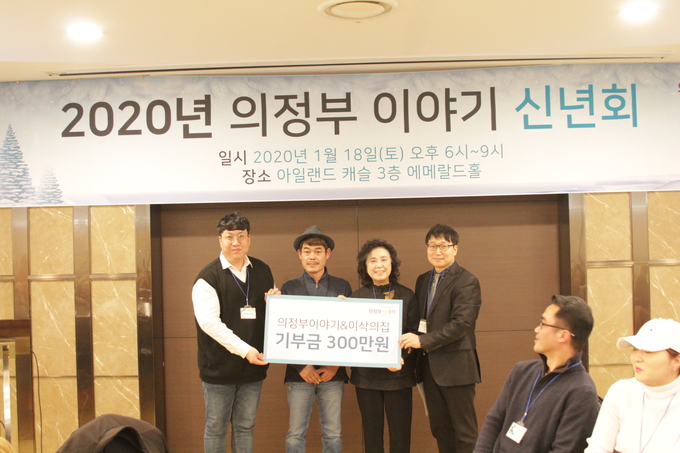 2020년 의정부 이야기 신년회
일시 2020년 1월 18일(토) 오후 6시~9시
장소 아일랜드 캐슬 3층 에메랄드홀
의정부이야기&이삭의집
기부금 300만원